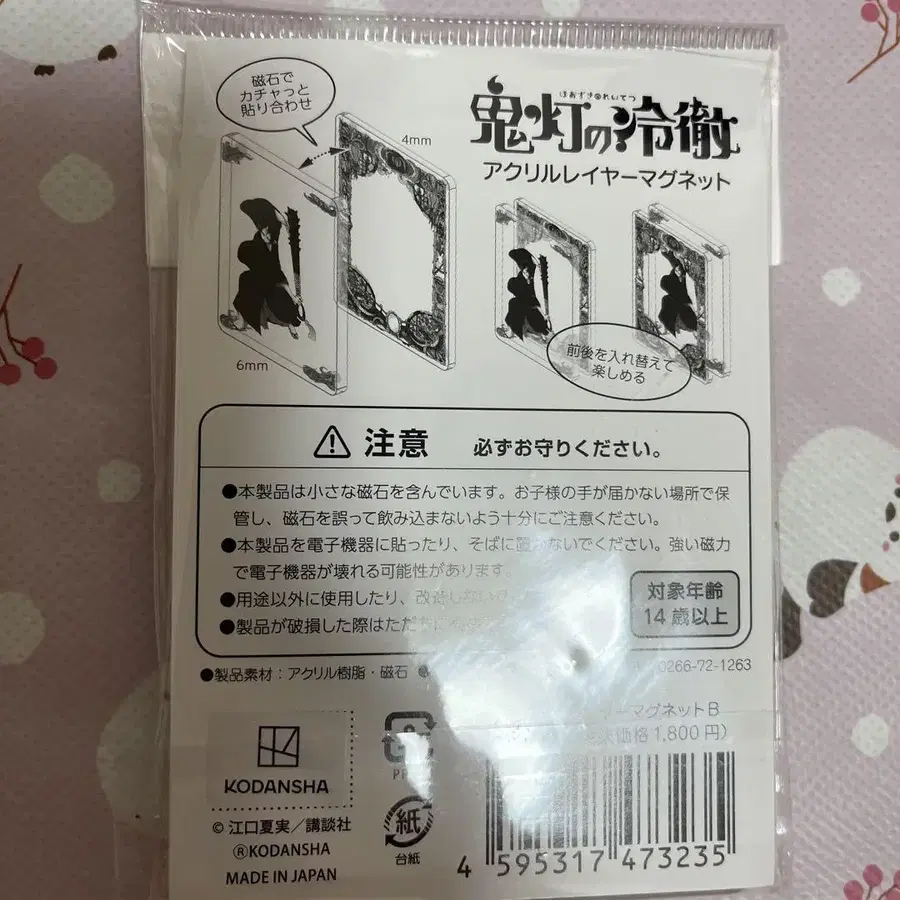 磁石で
カチャっと
貼り合わせ
4mm
6mm
ほおずきのれいてつ
鬼灯の冷徹
アクリルレイヤーマグネット
前後を入れ替えて
楽しめる
注意 必ずお守りください。
●本製品は小さな磁石を含んでいます。お子様の手が届かない場所で保
管し、磁石を誤って飲み込まないよう十分にご注意ください。
●本製品を電子機器に貼ったり、そばに置かないでください。強い磁力
で電子機器が壊れる可能性があります。
●用途以外に使用したり、改造しない
●製品が破損した際はただちに
対象年齢
14歳以上
●製品素材：アクリル樹脂・磁石
0266-72-1263
ーマグネットB
価格1,800円）
KODANSHA
©江口夏実／講談社
®KODANSHA
MADE IN JAPAN
紙
台紙
4 595317 473235